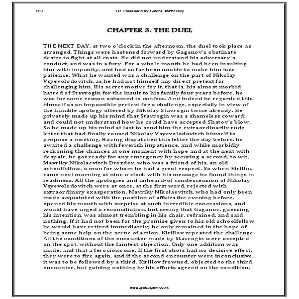 CHAPTER 3. THE DUEL
THE NEXT DAY, at two o'clock in the afternoon, the duel took place as
arranged. Things were hastened forward by Gaganov's obstinate
desire to fight at all costs. He did not understand his adversary's
conduct, and was in a fury. For a whole month he had been insulting
him with impunity, and had so far been unable to make him lose
patience. What he wanted was a challenge on the part of Nikolay
Vsyevolodovitch, as he had not himself any direct pretext for
challenging him. His secret motive for it, that is, his almost morbid
hatred of Stavrogin for the insult to his family four years before, he
was for some reason ashamed to confess. And indeed he regarded this
himself as an impossible pretext for a challenge, especially in view of
the humble apology offered by Nikolay Stavrogin twice already. He
privately made up his mind that Stavrogin was a shameless coward;
and could not understand how he could have accepted Shatov's blow.
So he made up his mind at last to send him the extraordinarily rude
letter that had finally roused Nikolay Vsyevolodovitch himself to
propose a meeting. Having dispatched this letter the day before, he
awaited a challenge with feverish impatience, and while morbidly
reckoning the chances at one moment with hope and at the next with
despair, he got ready for any emergency by securing a second, to wit,
Mavriky Nikolaevitch Drozdov, who was a friend of his, an old
schoolfellow, a man for whom he had a great respect. So when Kirillov
came next morning at nine o'clock with his message he found things in
readiness. All the apologies and unheard-of condescension of Nikolay
Vsyevolodovitch were at once, at the first word, rejected with
extraordinary exasperation. Mavriky Nikolaevitch, who had only been
made acquainted with the position of affairs the evening before,
opened his mouth with surprise at such incredible concessions, and
would have urged a reconciliation, but seeing that Gaganov, guessing
his intention, was almost trembling in his chair, refrained, and said
nothing. If it had not been for the promise given to his old schoolfellow
he would have retired immediately; he only remained in the hope of
being some help on the scene of action. Kirillov repeated the challenge.
All the conditions of the encounter made by Stavrogin were accepted
on the spot, without the faintest objection. Only one addition was
made, and that a ferocious one. If the first shots had no decisive effect,
they were to fire again, and if the second encounter were inconclusive,
it was to be followed by a third. Kirillov frowned, objected to the third
encounter, but gaining nothing by his efforts agreed on the condition,